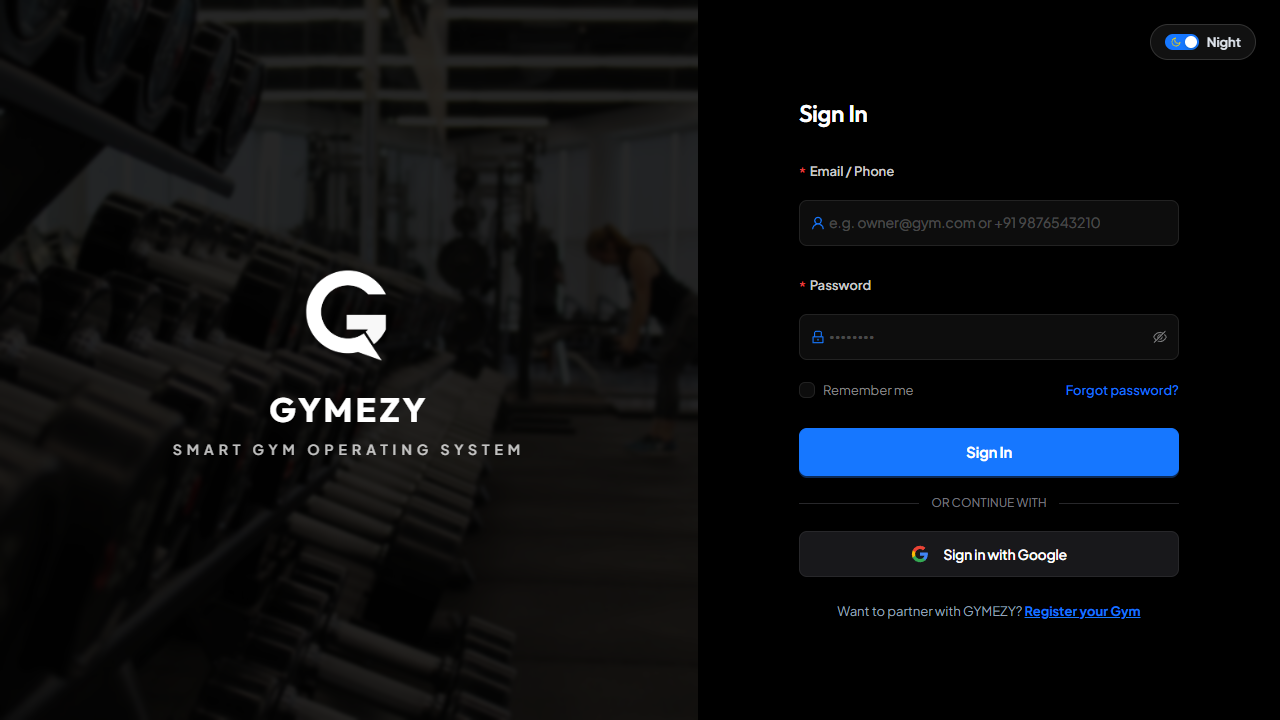 GYMEZY
SMART GYM OPERATING SYSTEM
Night
Sign In
* Email / Phone
e.g. owner@gym.com or +91 9876543210
* Password
••••••••
Remember me
Forgot password?
Sign In
OR CONTINUE WITH
Sign in with Google
Want to partner with GYMEZY? Register your Gym